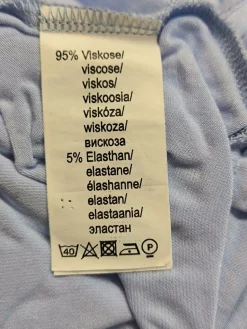 95% Viskose/
viscose/
viskos/
viskoosia/
viskóza/
wiskoza/
вискоза
5% Elasthan/
elastane/
élashanne/
elastan/
elastaania/
эластан
40 P